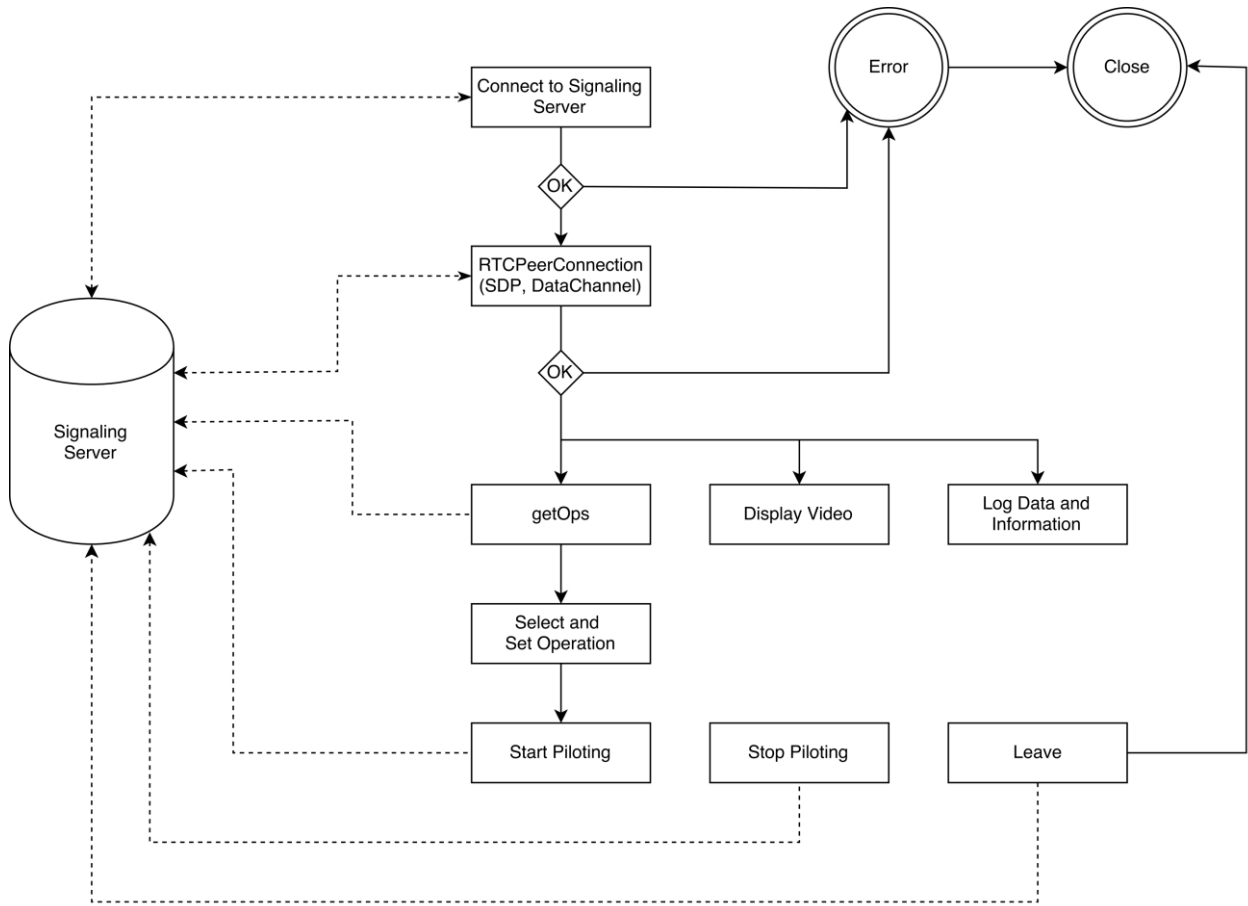 Error
Close
Connect to Signaling
Server
OK
RTCPeerConnection
(SDP, DataChannel)
OK
Signaling
Server
getOps
Display Video
Log Data and
Information
Select and
Set Operation
Start Piloting
Stop Piloting
Leave